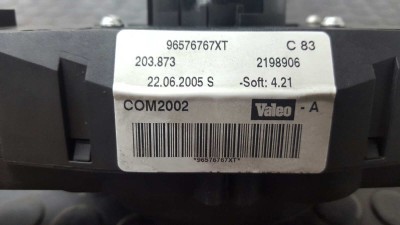 96576767XT C 83
203.873 2198906
22.06.2005 S -Soft: 4.21
COM2002 Valeo - A
*96576767XT*